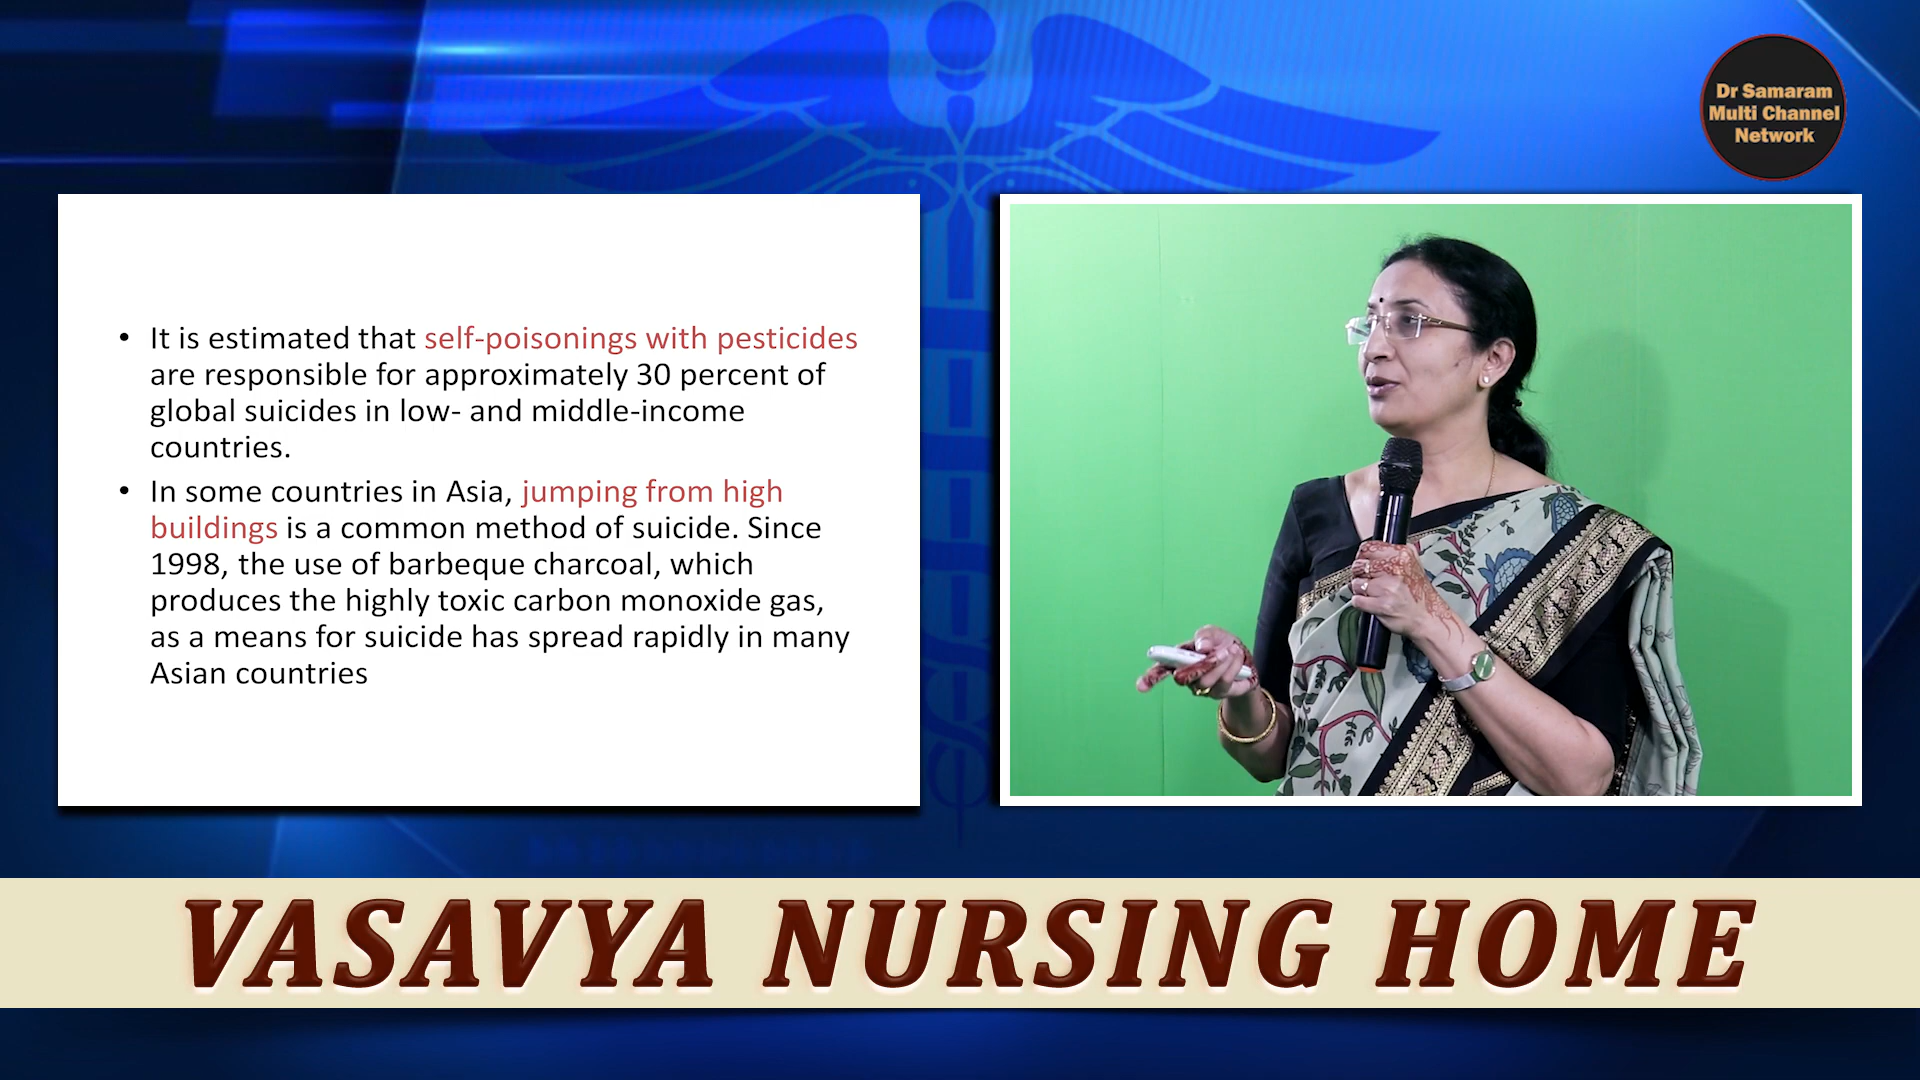 Dr Samaram
Multi Channel
Network
• It is estimated that self-poisonings with pesticides
are responsible for approximately 30 percent of
global suicides in low- and middle-income
countries.
• In some countries in Asia, jumping from high
buildings is a common method of suicide. Since
1998, the use of barbeque charcoal, which
produces the highly toxic carbon monoxide gas,
as a means for suicide has spread rapidly in many
Asian countries
VASAVYA NURSING HOME